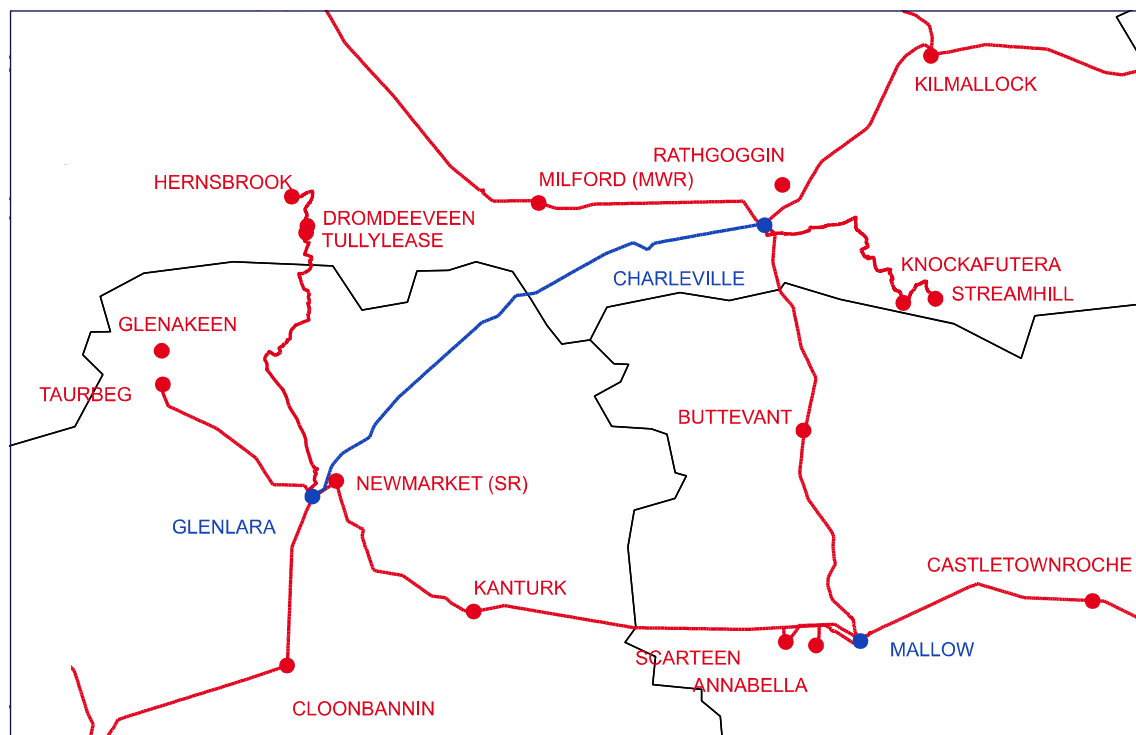 KILMALLOCK
RATHGOGGIN
HERNSBROOK
MILFORD (MWR)
DROMDEEVEEN
TULLYLEASE
KNOCKAFUTERA
CHARLEVILLE
STREAMHILL
GLENAKEEN
TAURBEG
BUTTEVANT
NEWMARKET (SR)
GLENLARA
CASTLETOWNROCHE
KANTURK
MALLOW
SCARTEEN
ANNABELLA
CLOONBANNIN